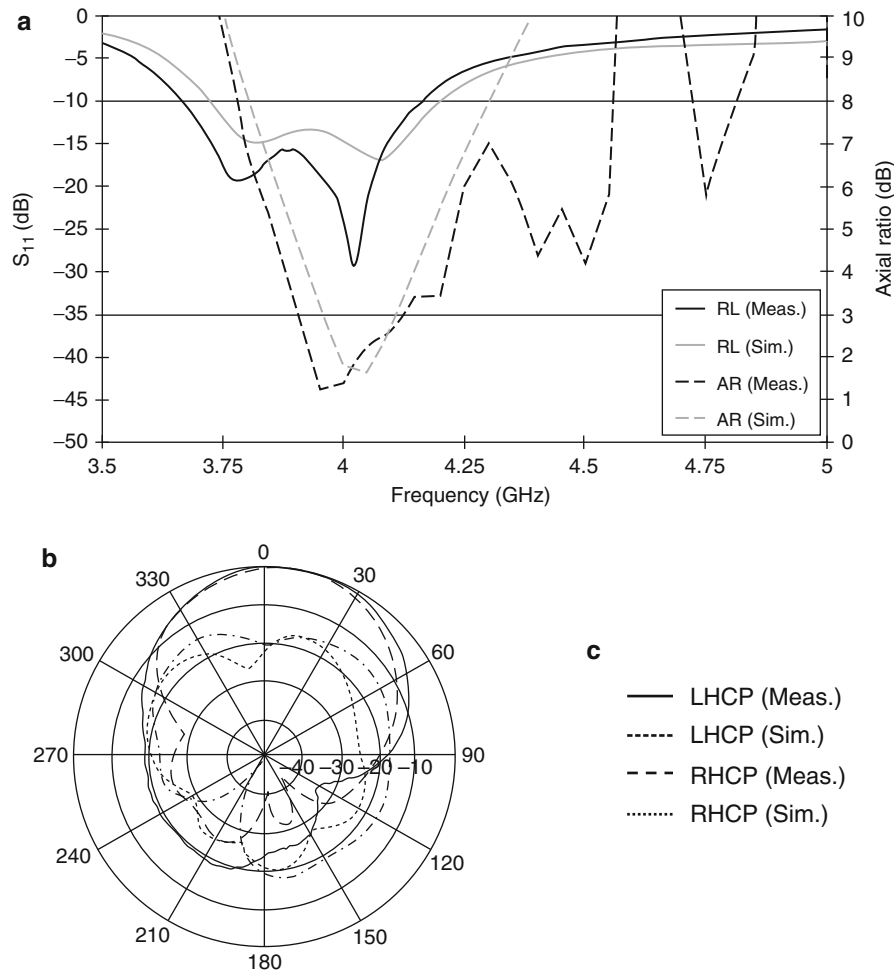 a
0
−5
−10
−15
−20
−25
−30
−35
−40
−45
−50
S11 (dB)
10
9
8
7
6
5
4
3
2
1
0
Axial ratio (dB)
RL (Meas.)
RL (Sim.)
AR (Meas.)
AR (Sim.)
3.5 3.75 4 4.25 4.5 4.75 5
Frequency (GHz)
b
0
330 30
300 60
270 −40 −30 −20 −10 90
240 120
210 150
180
c
LHCP (Meas.)
LHCP (Sim.)
RHCP (Meas.)
RHCP (Sim.)